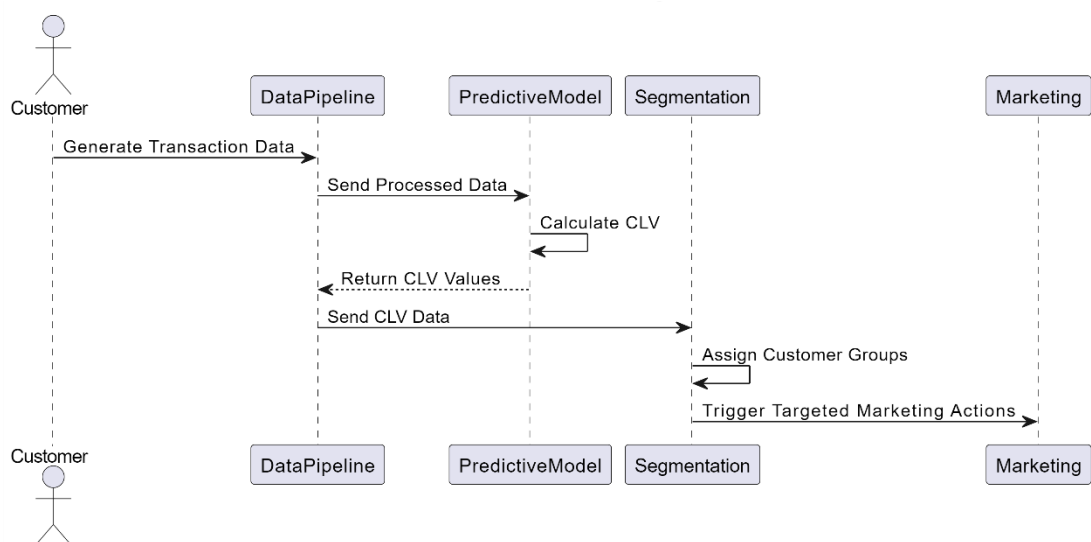 Customer
DataPipeline
PredictiveModel
Segmentation
Marketing
Generate Transaction Data
Send Processed Data
Calculate CLV
Return CLV Values
Send CLV Data
Assign Customer Groups
Trigger Targeted Marketing Actions
Customer
DataPipeline
PredictiveModel
Segmentation
Marketing